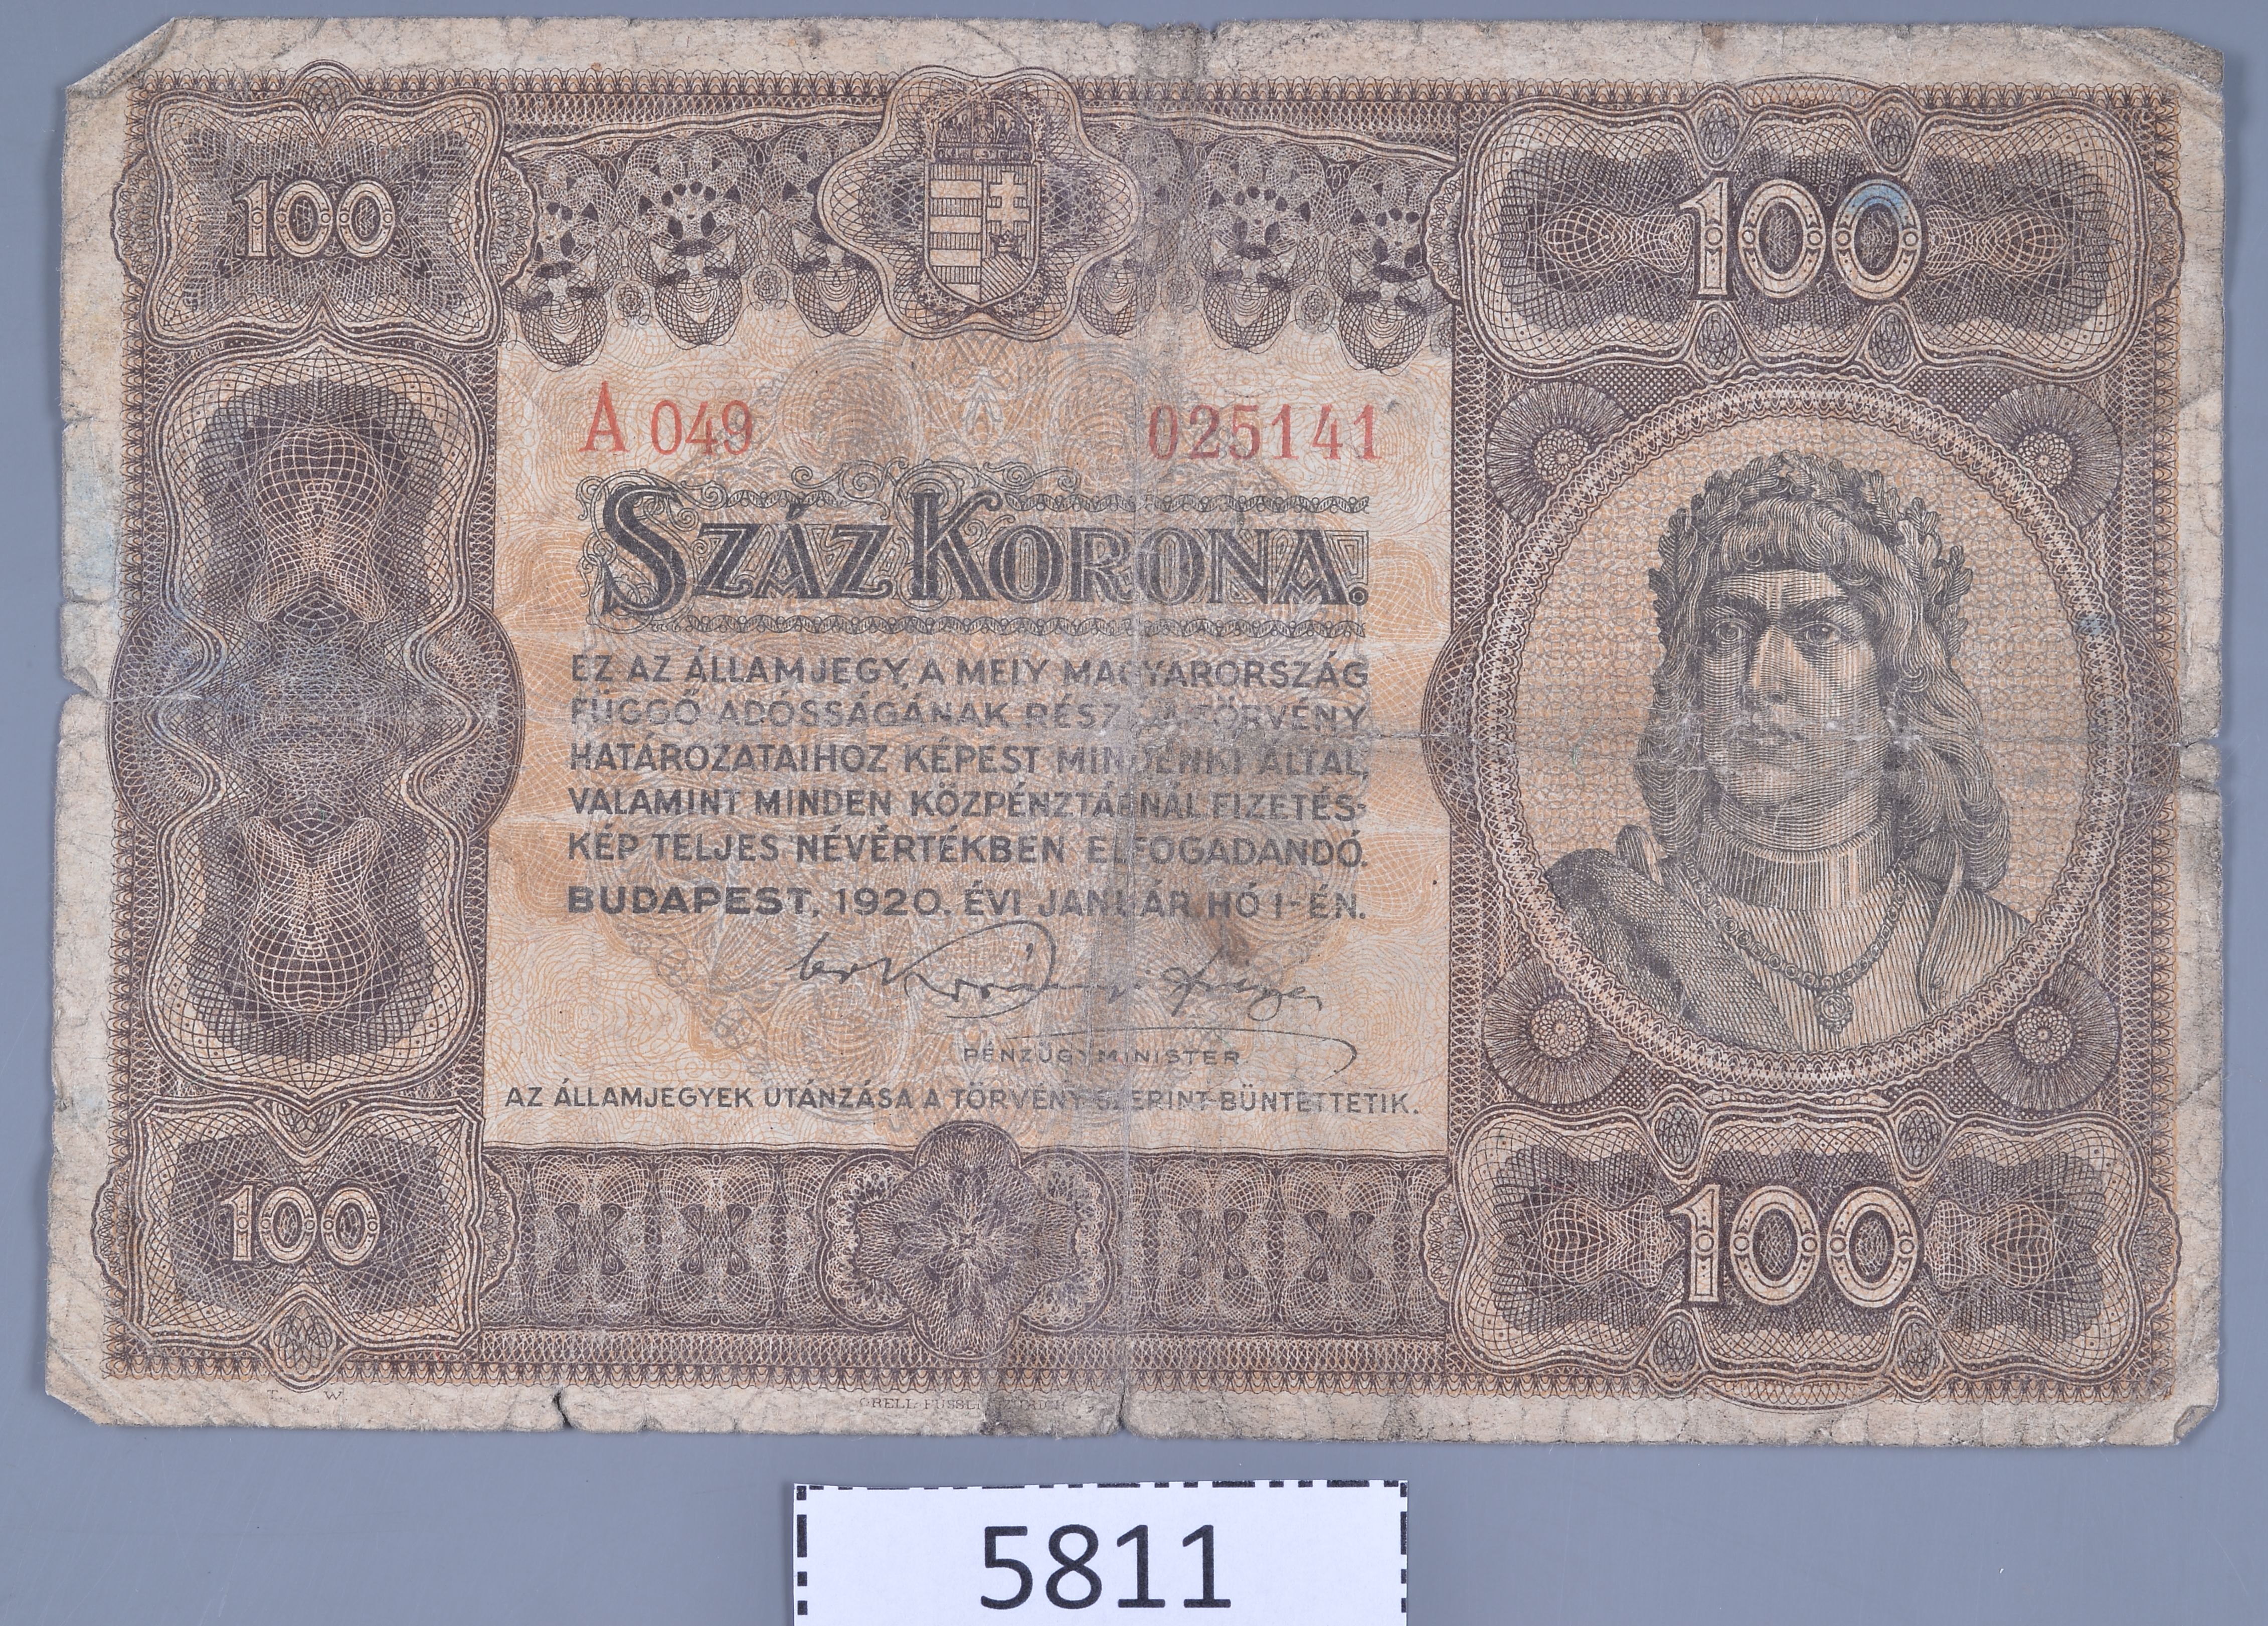 100
100
A 049 025141
SZÁZ KORONA.
EZ AZ ÁLLAMJEGY, A MELY MAGYARORSZÁG
FÜGGŐ ADÓSSÁGÁNAK RÉSZE, A TÖRVÉNY
HATÁROZATAIHOZ KÉPEST MINDENKI ÁLTAL,
VALAMINT MINDEN KÖZPÉNZTÁRNÁL FIZETÉS-
KÉP TELJES NÉVÉRTÉKBEN ELFOGADANDÓ.
BUDAPEST, 1920. ÉVI JANUÁR HÓ 1-ÉN.
PÉNZÜGYMINISTER
AZ ÁLLAMJEGYEK UTÁNZÁSA A TÖRVÉNY SZERINT BÜNTETTETIK.
100
100
W.
ORELL FÜSSLI
5811